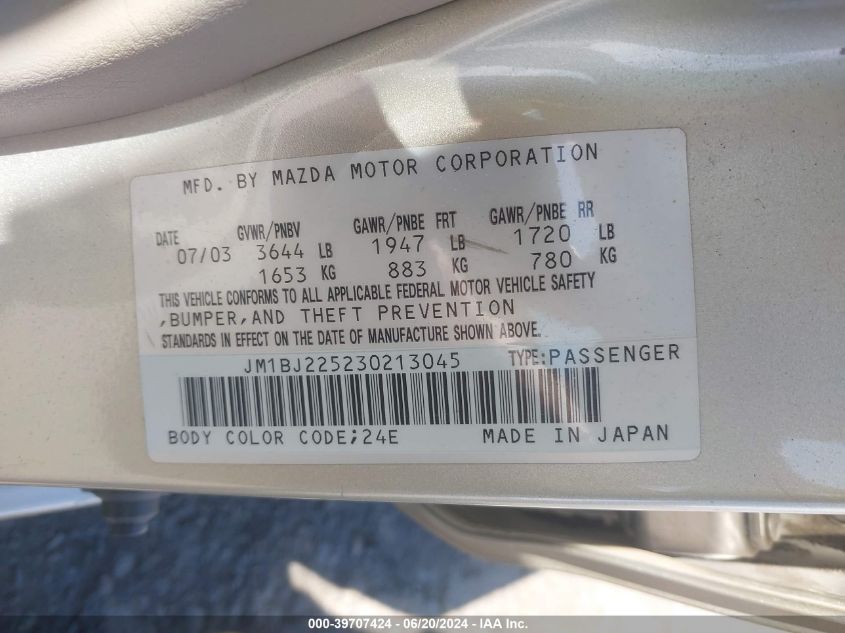 MFD. BY MAZDA MOTOR CORPORATION
DATE GVWR/PNBV GAWR/PNBE FRT GAWR/PNBE RR
07/03 3644 LB 1947 LB 1720 LB
1653 KG 883 KG 780 KG
THIS VEHICLE CONFORMS TO ALL APPLICABLE FEDERAL MOTOR VEHICLE SAFETY
,BUMPER,AND THEFT PREVENTION
STANDARDS IN EFFECT ON THE DATE OF MANUFACTURE SHOWN ABOVE.
JM1BJ225230213045 TYPE:PASSENGER
BODY COLOR CODE;24E MADE IN JAPAN
000-39707424 - 06/20/2024 - IAA Inc.